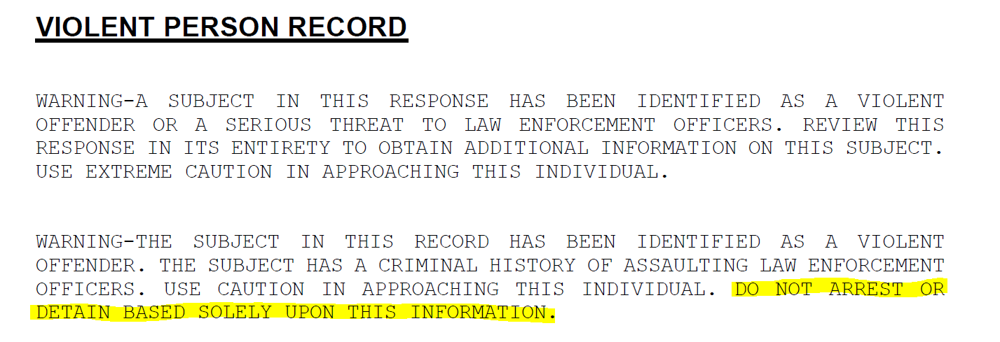 VIOLENT PERSON RECORD
WARNING-A SUBJECT IN THIS RESPONSE HAS BEEN IDENTIFIED AS A VIOLENT
OFFENDER OR A SERIOUS THREAT TO LAW ENFORCEMENT OFFICERS. REVIEW THIS
RESPONSE IN ITS ENTIRETY TO OBTAIN ADDITIONAL INFORMATION ON THIS SUBJECT.
USE EXTREME CAUTION IN APPROACHING THIS INDIVIDUAL.
WARNING-THE SUBJECT IN THIS RECORD HAS BEEN IDENTIFIED AS A VIOLENT
OFFENDER. THE SUBJECT HAS A CRIMINAL HISTORY OF ASSAULTING LAW ENFORCEMENT
OFFICERS. USE CAUTION IN APPROACHING THIS INDIVIDUAL. DO NOT ARREST OR
DETAIN BASED SOLELY UPON THIS INFORMATION.